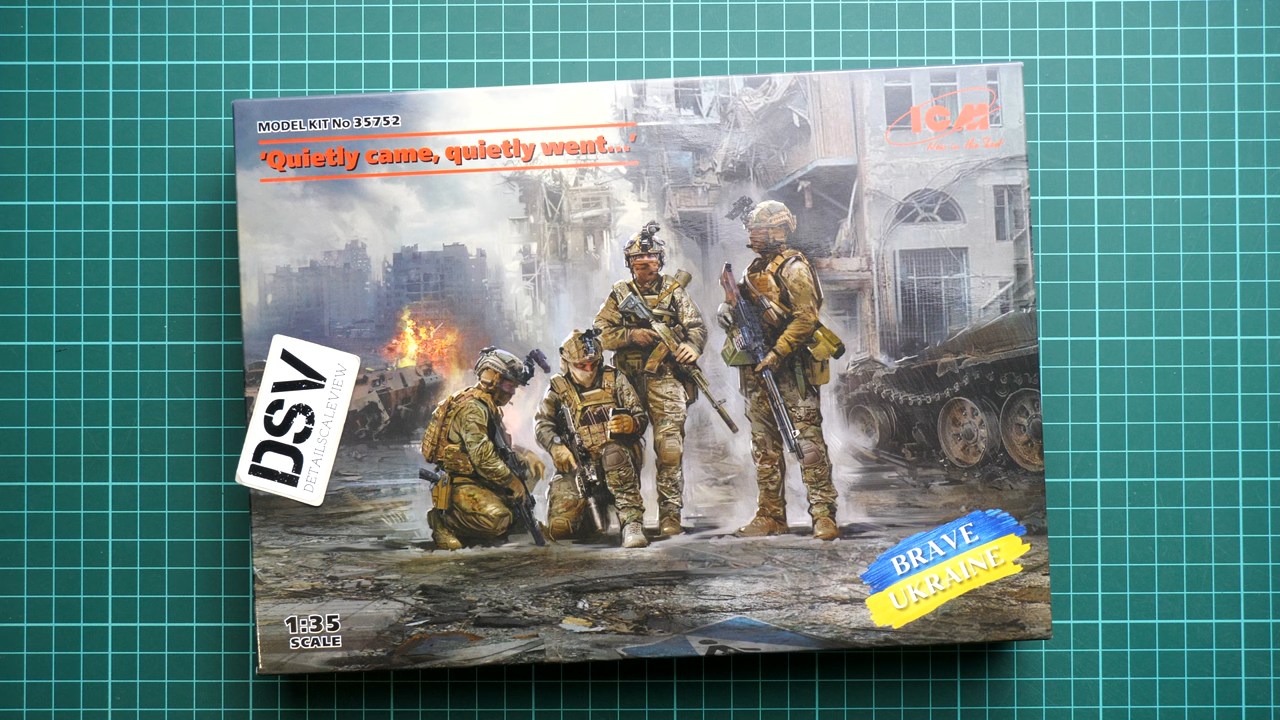 MODEL KIT No 35752
'Quietly came, quietly went...'
ICM
DSV
DETAILSCALEVIEW
BRAVE
UKRAINE
1:35
SCALE